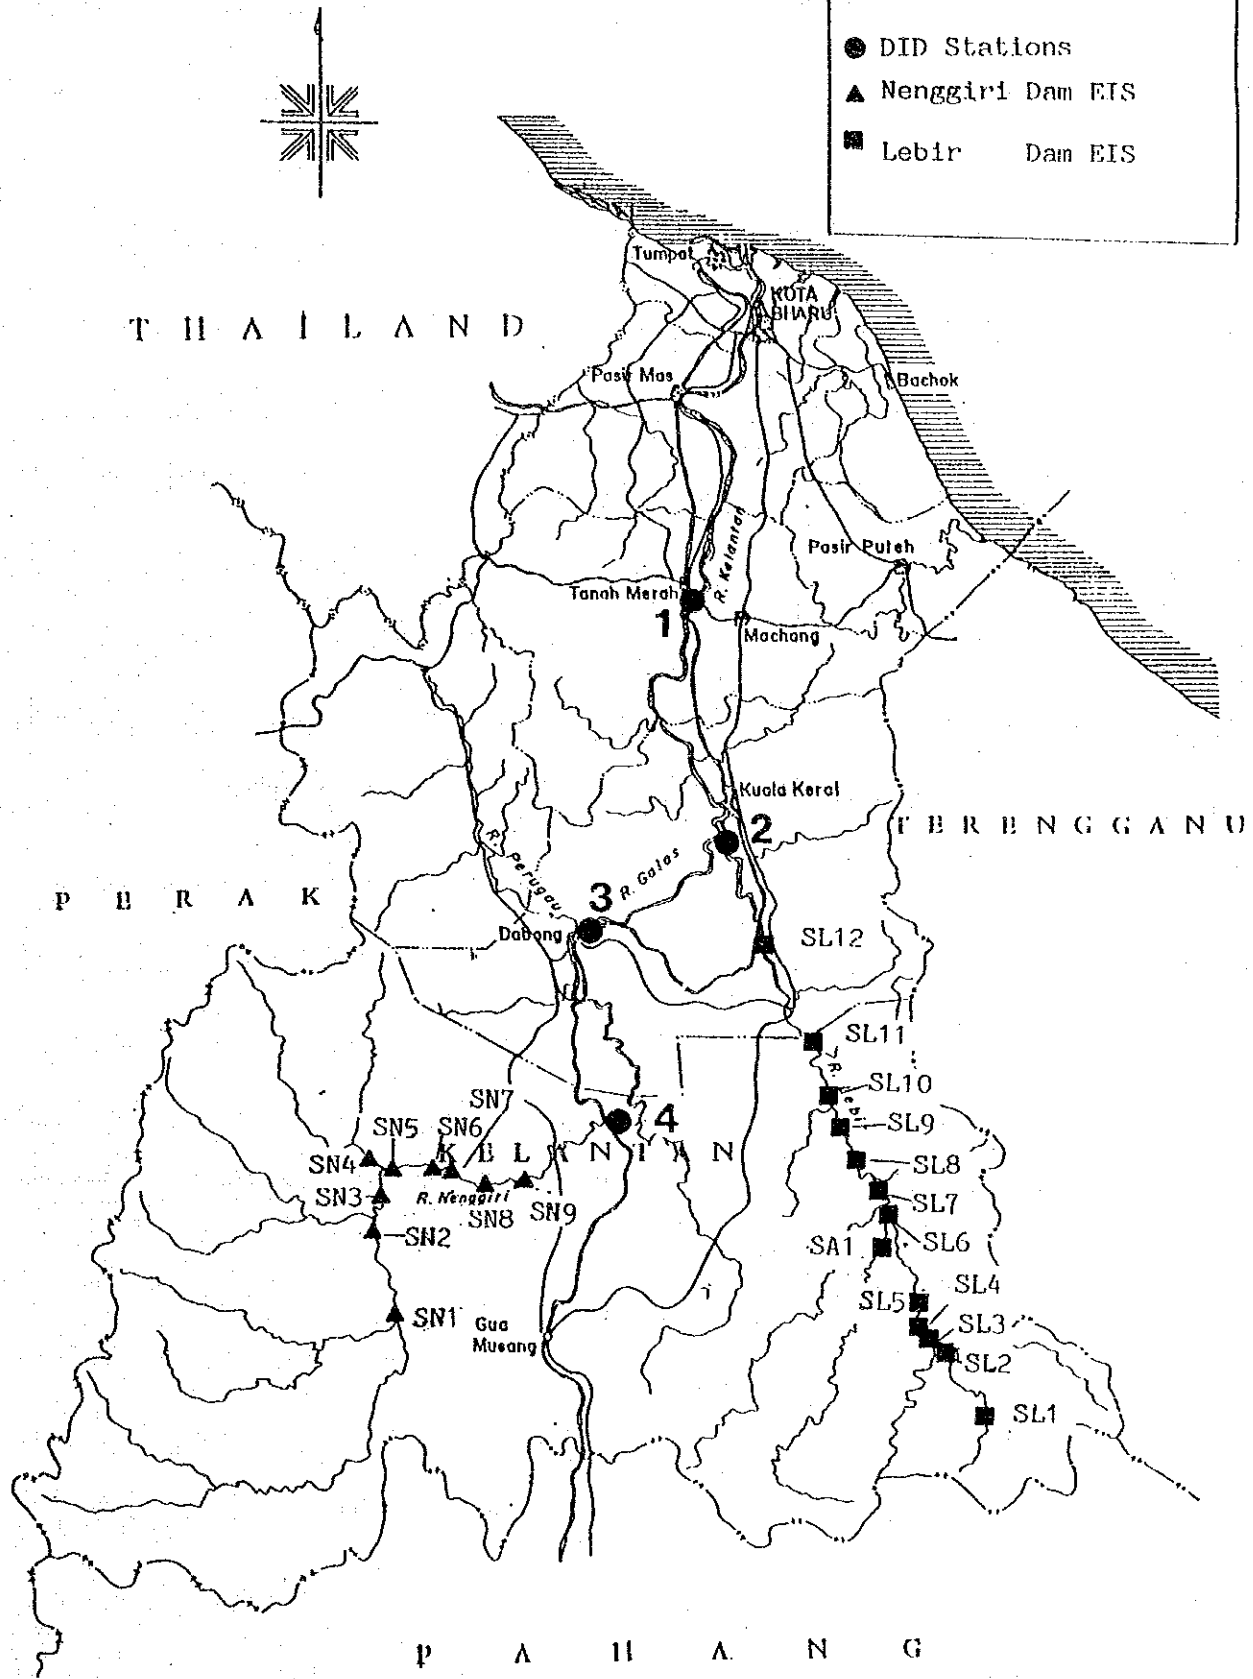 DID Stations
Nenggiri Dam EIS
Lebir Dam EIS
Tumpat
KOTA
BHARU
THAILAND
Pasir Mas
Bachok
R. Kelantan
Pasir Puteh
Tanah Merah
1
Machang
Kuala Kerai
2
TERENGGANU
R. Galas
R. Perugau
PERAK
3
Dabong
SL12
SL11
R. Lebir
SL10
SN7
SL9
SN5
SN6
4
KELANTAN
SN4
SL8
SN3
R. Nenggiri
SL7
SN8
SN9
SN2
SL6
SA1
SL4
SL5
SN1
SL3
Gua
Musang
SL2
SL1
PAHANG